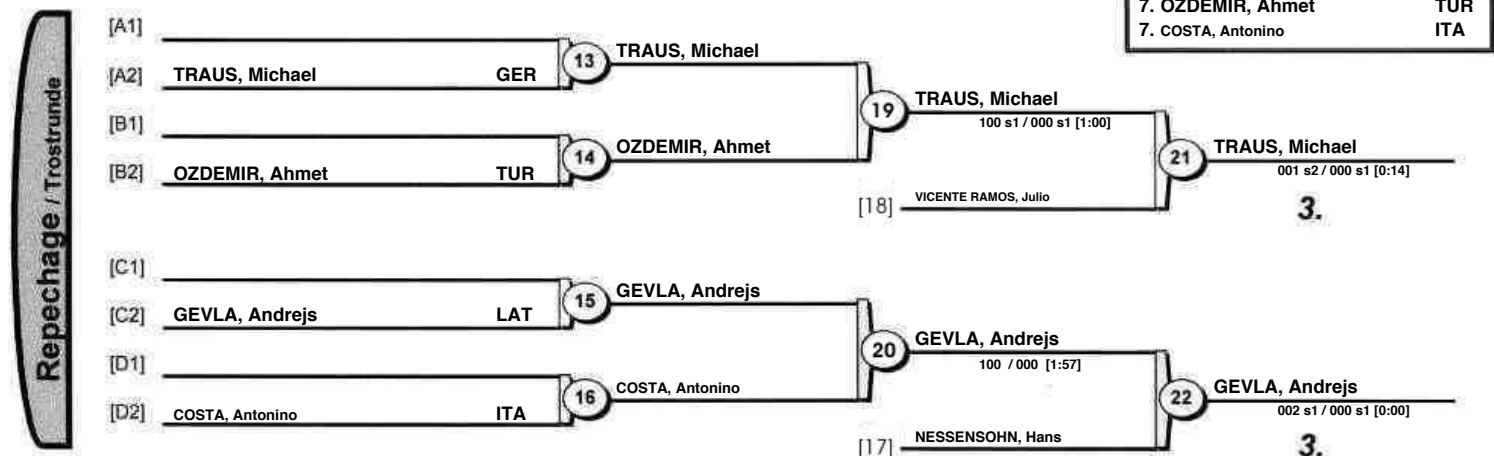 7. OZDEMIR, Ahmet TUR
7. COSTA, Antonino ITA
Repechage / Trostrunde
[A1]
[A2] TRAUS, Michael GER
13 TRAUS, Michael
[B1]
[B2] OZDEMIR, Ahmet TUR
14 OZDEMIR, Ahmet
19 TRAUS, Michael
100 s1 / 000 s1 [1:00]
[18] VICENTE RAMOS, Julio
21 TRAUS, Michael
001 s2 / 000 s1 [0:14]
3.
[C1]
[C2] GEVLA, Andrejs LAT
15 GEVLA, Andrejs
[D1]
[D2] COSTA, Antonino ITA
16 COSTA, Antonino
20 GEVLA, Andrejs
100 / 000 [1:57]
[17] NESSENSOHN, Hans
22 GEVLA, Andrejs
002 s1 / 000 s1 [0:00]
3.